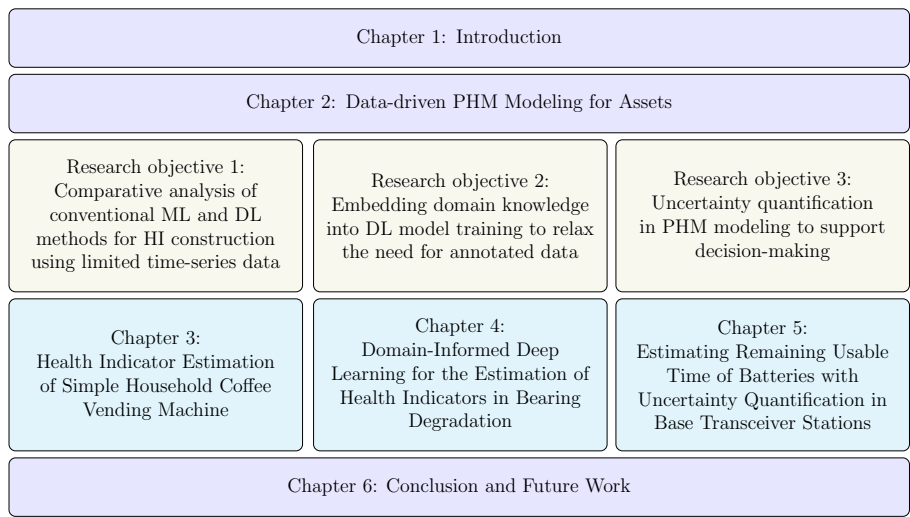 Chapter 1: Introduction
Chapter 2: Data-driven PHM Modeling for Assets
Research objective 1:
Comparative analysis of
conventional ML and DL
methods for HI construction
using limited time-series data
Research objective 2:
Embedding domain knowledge
into DL model training to relax
the need for annotated data
Research objective 3:
Uncertainty quantification
in PHM modeling to support
decision-making
Chapter 3:
Health Indicator Estimation
of Simple Household Coffee
Vending Machine
Chapter 4:
Domain-Informed Deep
Learning for the Estimation of
Health Indicators in Bearing
Degradation
Chapter 5:
Estimating Remaining Usable
Time of Batteries with
Uncertainty Quantification in
Base Transceiver Stations
Chapter 6: Conclusion and Future Work